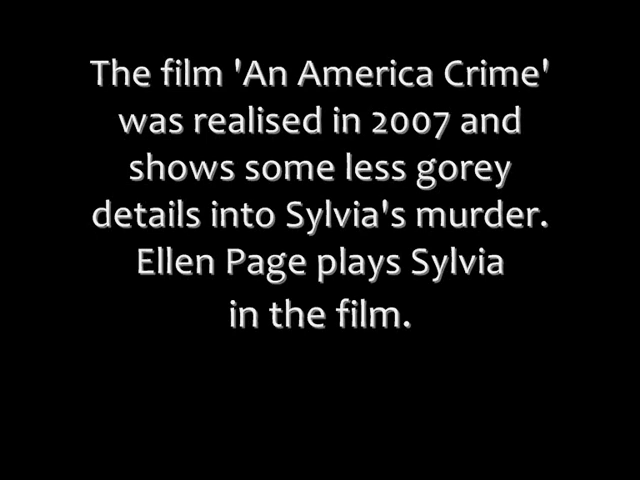 The film 'An America Crime'
was realised in 2007 and
shows some less gorey
details into Sylvia's murder.
Ellen Page plays Sylvia
in the film.